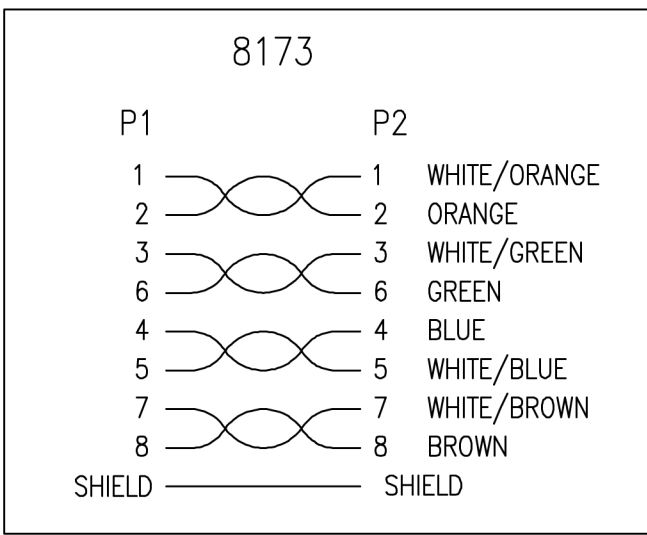 8173
P1 P2
1 1 WHITE/ORANGE
2 2 ORANGE
3 3 WHITE/GREEN
6 6 GREEN
4 4 BLUE
5 5 WHITE/BLUE
7 7 WHITE/BROWN
8 8 BROWN
SHIELD SHIELD